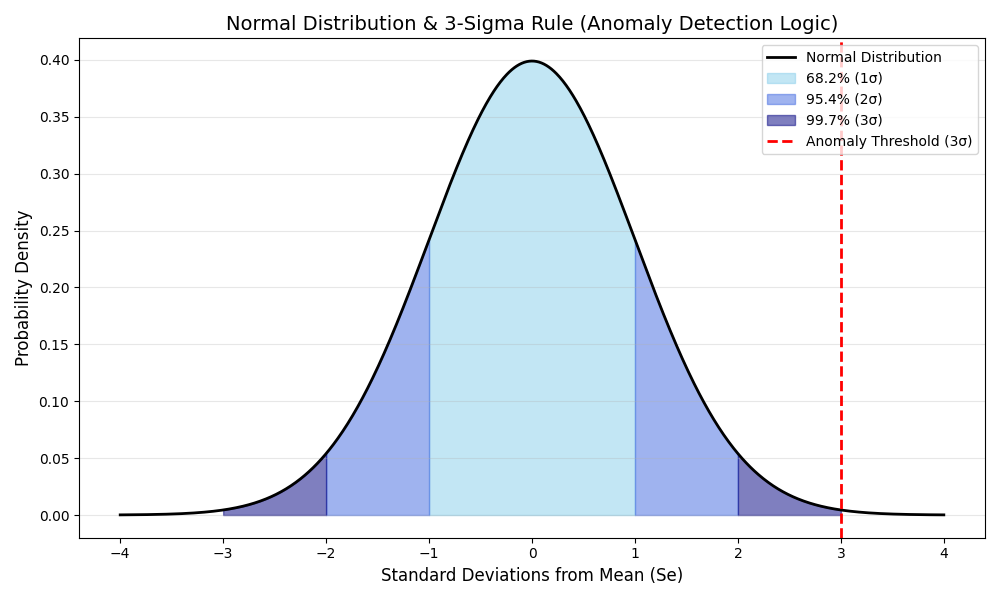 Normal Distribution & 3-Sigma Rule (Anomaly Detection Logic)
Normal Distribution
68.2% (1σ)
95.4% (2σ)
99.7% (3σ)
Anomaly Threshold (3σ)
Probability Density
0.40
0.35
0.30
0.25
0.20
0.15
0.10
0.05
0.00
−4 −3 −2 −1 0 1 2 3 4
Standard Deviations from Mean (Se)